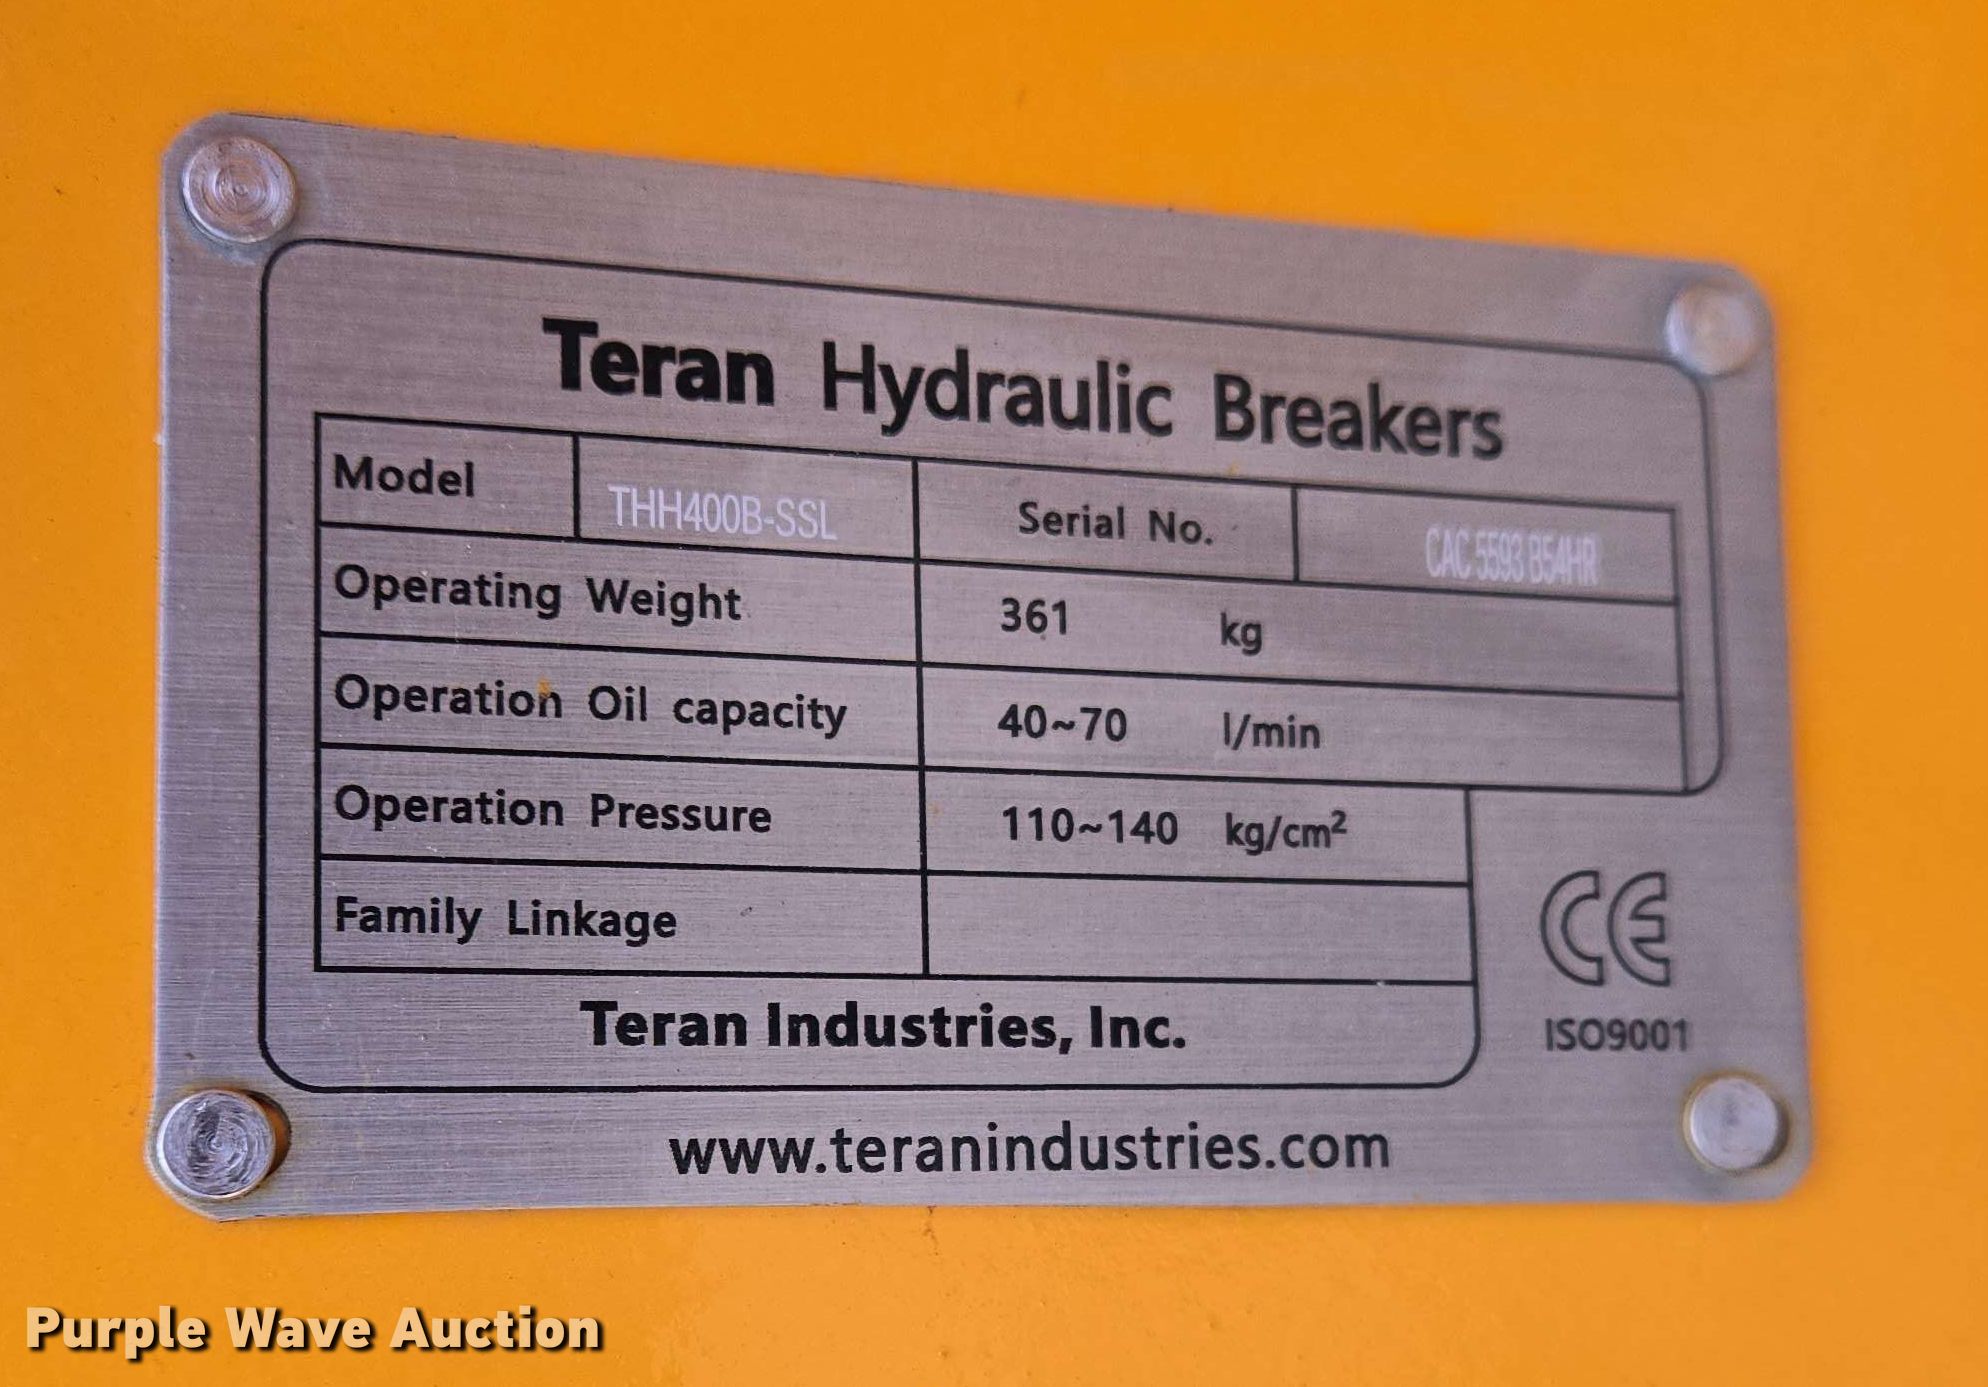 Teran Hydraulic Breakers
Model THH400B-SSL Serial No. CAC 5593 B54HR
Operating Weight 361 kg
Operation Oil capacity 40~70 l/min
Operation Pressure 110~140 kg/cm²
Family Linkage
CE
ISO9001
Teran Industries, Inc.
www.teranindustries.com
Purple Wave Auction